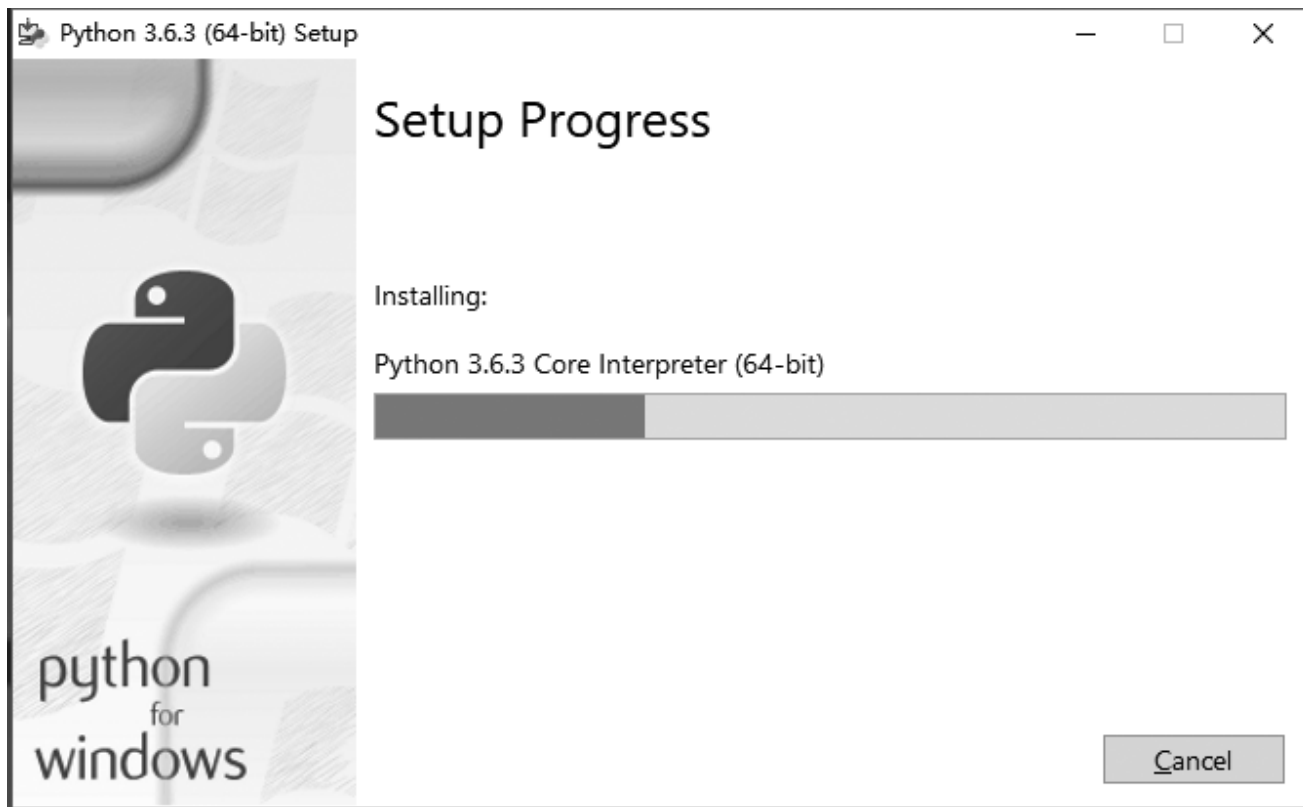 Python 3.6.3 (64-bit) Setup
Setup Progress
Installing:
Python 3.6.3 Core Interpreter (64-bit)
python
for
windows
Cancel